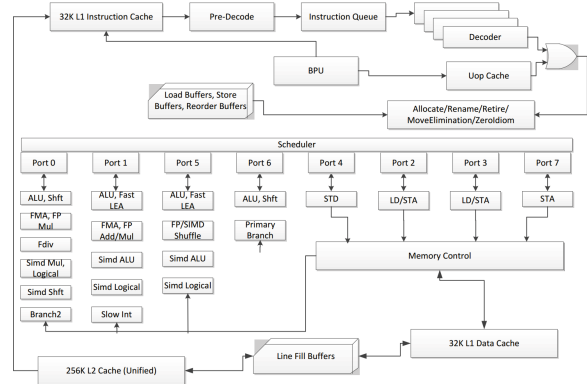 32K L1 Instruction Cache
Pre-Decode
Instruction Queue
Decoder
BPU
Uop Cache
Load Buffers, Store
Buffers, Reorder Buffers
Allocate/Rename/Retire/
MoveElimination/ZeroIdiom
Scheduler
Port 0
Port 1
Port 5
Port 6
Port 4
Port 2
Port 3
Port 7
ALU, Shft
ALU, Fast
LEA
ALU, Fast
LEA
ALU, Shft
STD
LD/STA
LD/STA
STA
FMA, FP
Mul
FMA, FP
Add/Mul
FP/SIMD
Shuffle
Primary
Branch
Fdiv
Simd ALU
Simd ALU
Memory Control
Simd Mul,
Logical
Simd Logical
Simd Logical
Simd Shft
Branch2
Slow Int
32K L1 Data Cache
Line Fill Buffers
256K L2 Cache (Unified)